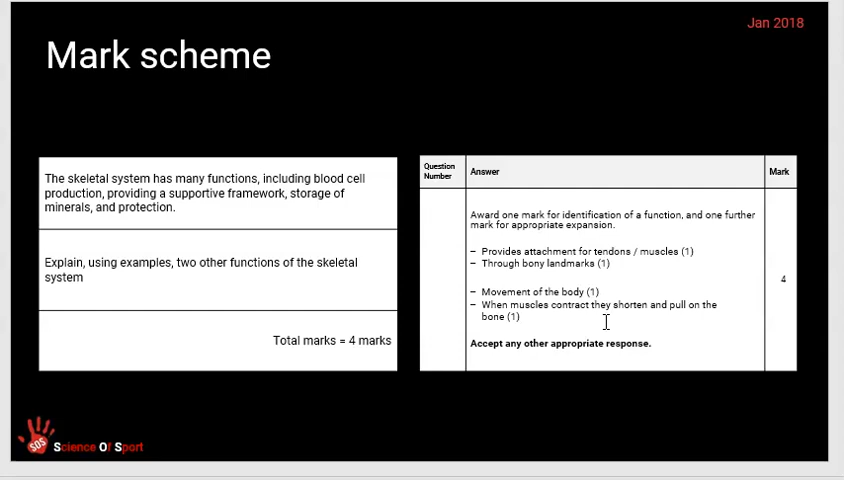 Jan 2018
Mark scheme
The skeletal system has many functions, including blood cell
production, providing a supportive framework, storage of
minerals, and protection.
Explain, using examples, two other functions of the skeletal
system
Total marks = 4 marks
Question
Number
Answer
Mark
Award one mark for identification of a function, and one further
mark for appropriate expansion.
– Provides attachment for tendons / muscles (1)
– Through bony landmarks (1)
– Movement of the body (1)
– When muscles contract they shorten and pull on the
bone (1)
4
Accept any other appropriate response.
SOS
Science Of Sport